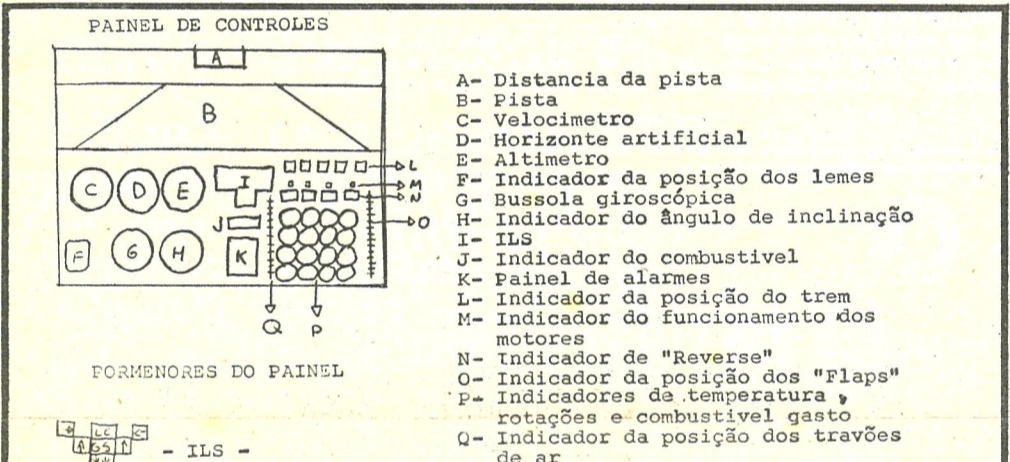 PAINEL DE CONTROLES
A
B
C
D
E
F
G
H
I
J
K
L
M
N
O
Q
P
A- Distancia da pista
B- Pista
C- Velocimetro
D- Horizonte artificial
E- Altimetro
F- Indicador da posição dos lemes
G- Bussola giroscópica
H- Indicador do ângulo de inclinação
I- ILS
J- Indicador do combustivel
K- Painel de alarmes
L- Indicador da posição do trem
M- Indicador do funcionamento dos
motores
N- Indicador de "Reverse"
O- Indicador da posição dos "Flaps"
P- Indicadores de temperatura,
rotações e combustivel gasto
Q- Indicador da posição dos travões
de ar
FORMENORES DO PAINEL
LC
GS
- ILS -